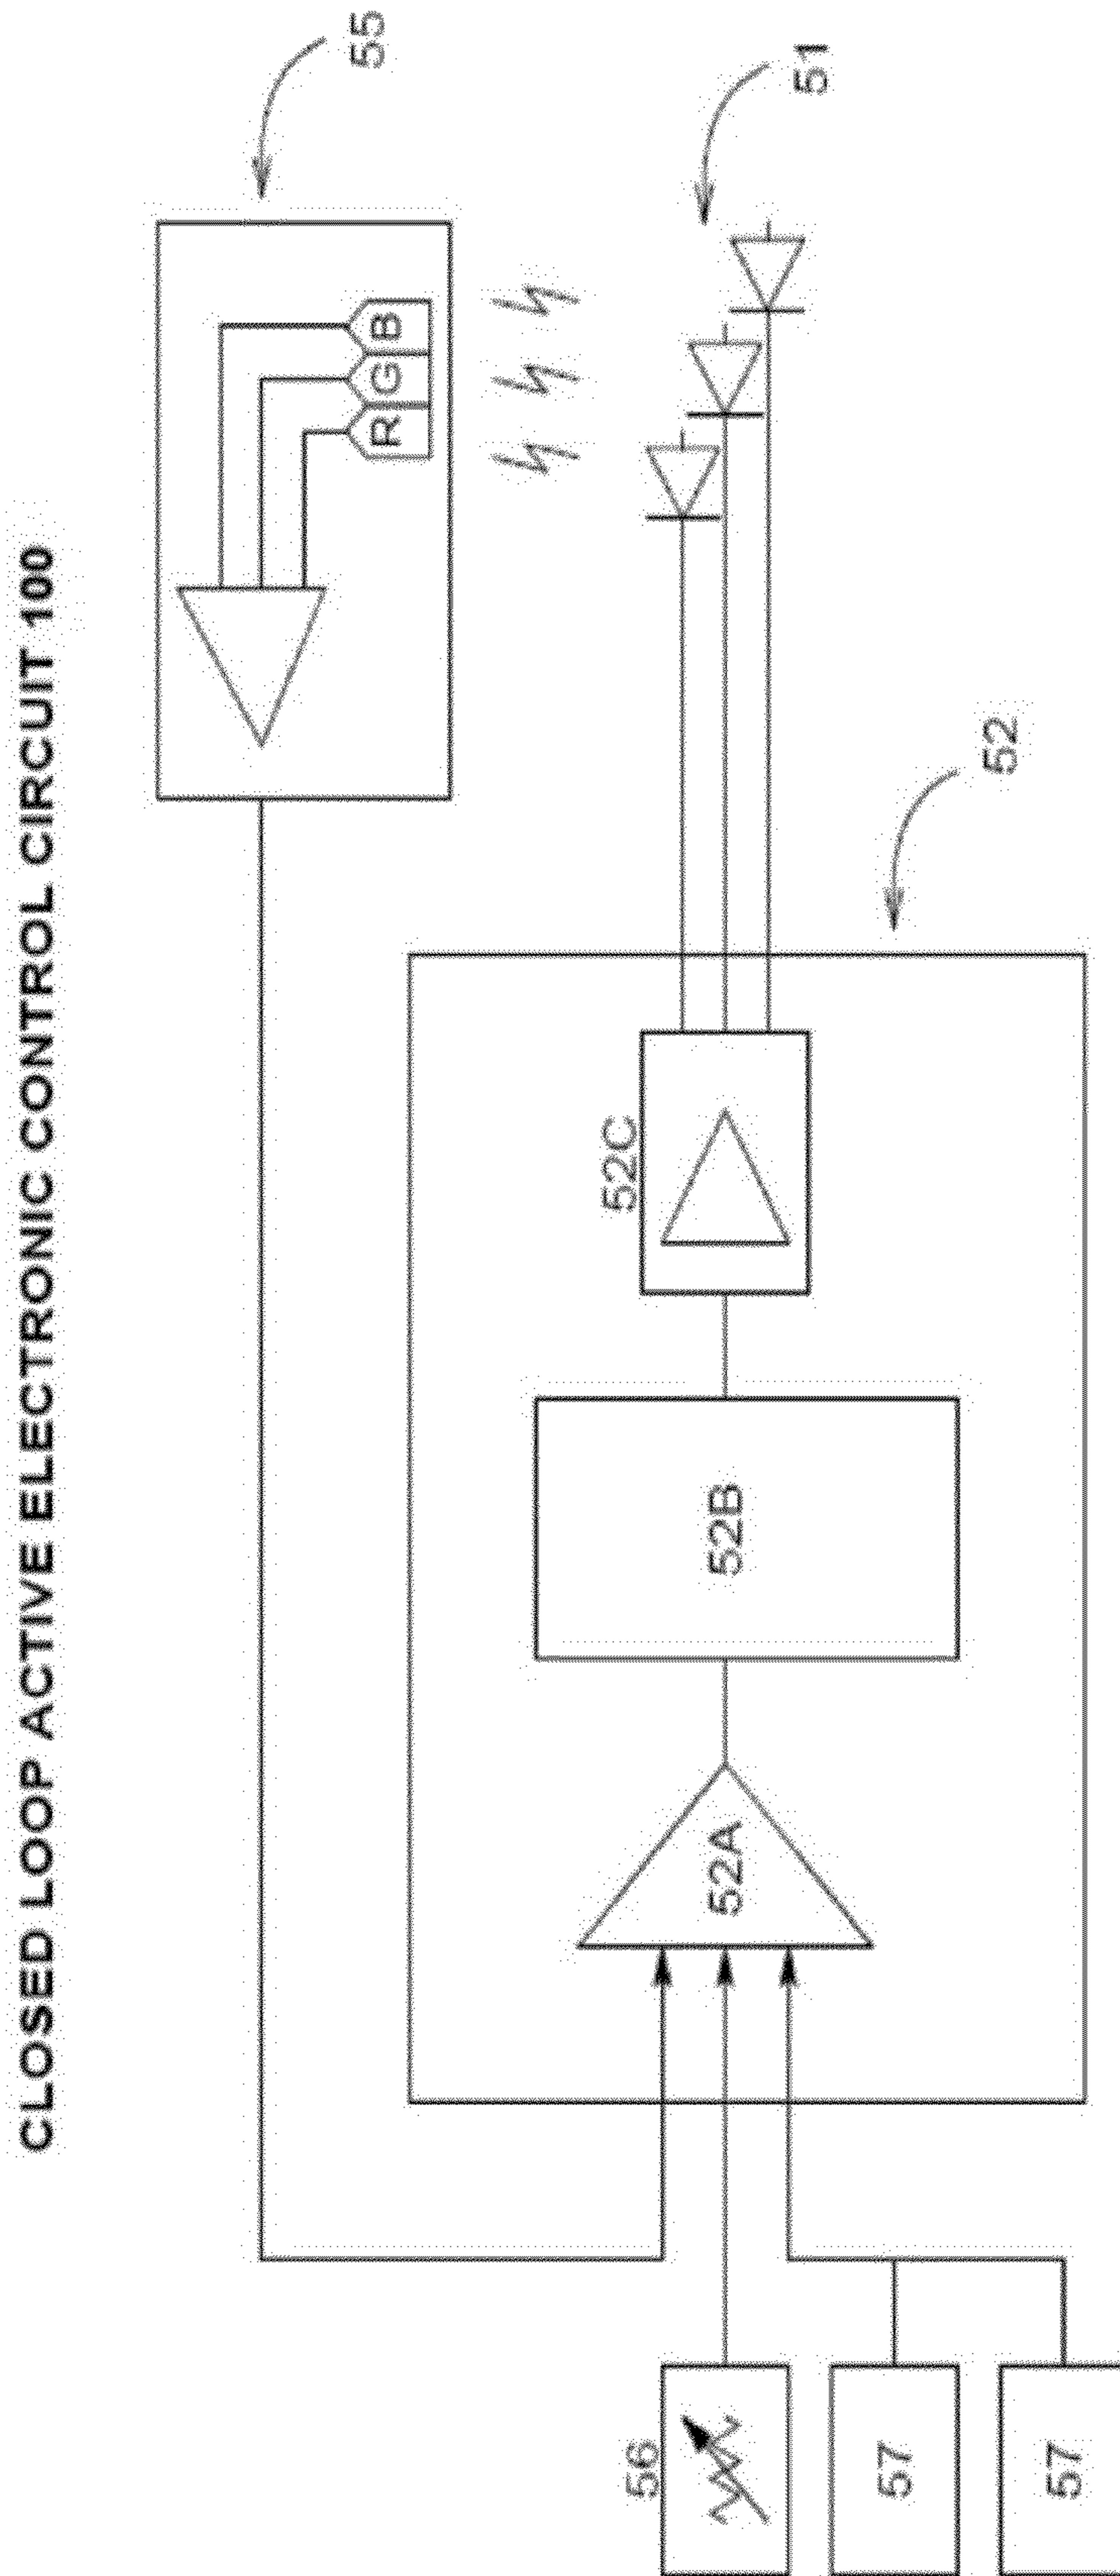 CLOSED LOOP ACTIVE ELECTRONIC CONTROL CIRCUIT 100
55
R
G
B
51
52
52C
52B
52A
56
57
57